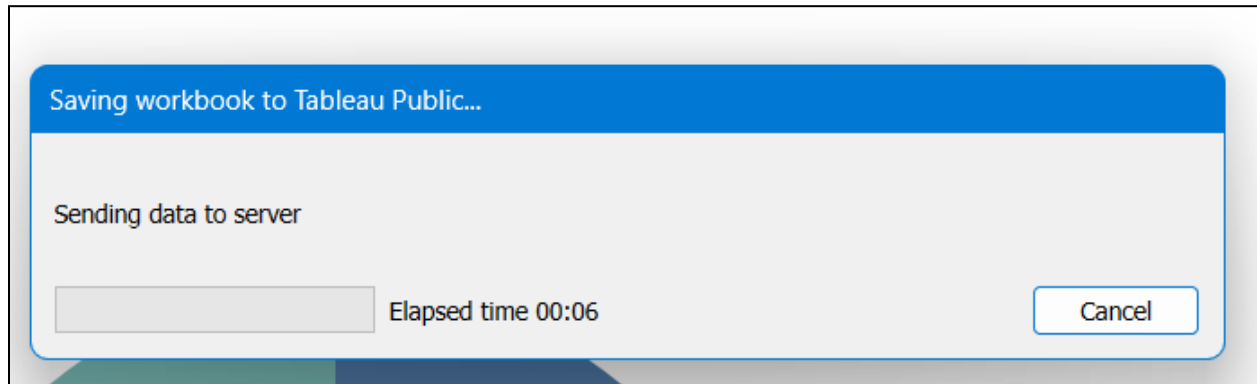 Saving workbook to Tableau Public...
Sending data to server
Elapsed time 00:06
Cancel